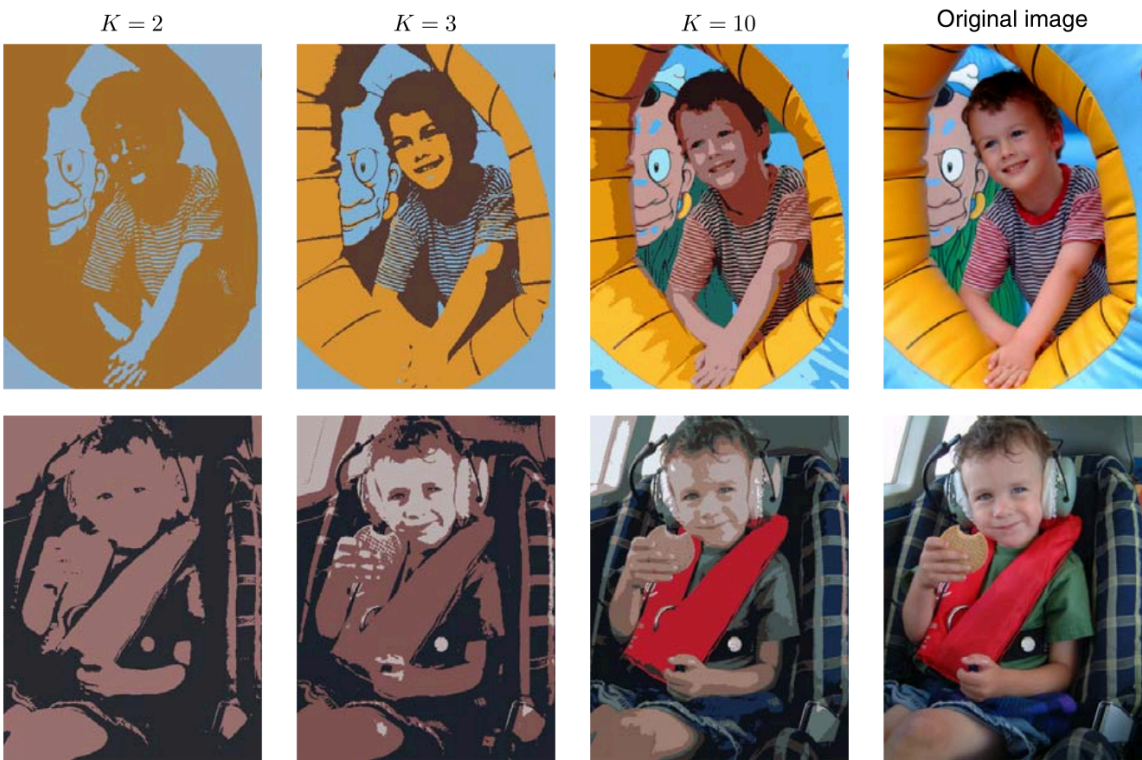 K = 2
K = 3
K = 10
Original image